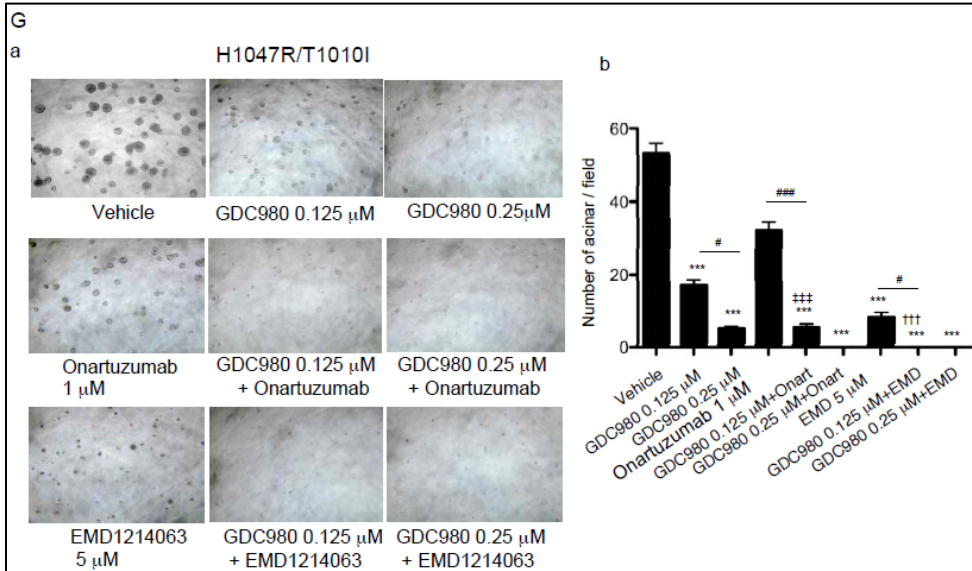 G
a
H1047R/T1010I
Vehicle
GDC980 0.125 μM
GDC980 0.25μM
Onartuzumab
1 μM
GDC980 0.125 μM
+ Onartuzumab
GDC980 0.25 μM
+ Onartuzumab
EMD1214063
5 μM
GDC980 0.125 μM
+ EMD1214063
GDC980 0.25 μM
+ EMD1214063
b
Number of acinar / field
60
40
20
0
###
#
***
***
‡‡‡
***
***
***
#
†††
***
***
Vehicle
GDC980 0.125 μM
GDC980 0.25 μM
Onartuzumab 1 μM
GDC980 0.125 μM+Onart
GDC980 0.25 μM+Onart
EMD 5 μM
GDC980 0.125 μM+EMD
GDC980 0.25 μM+EMD